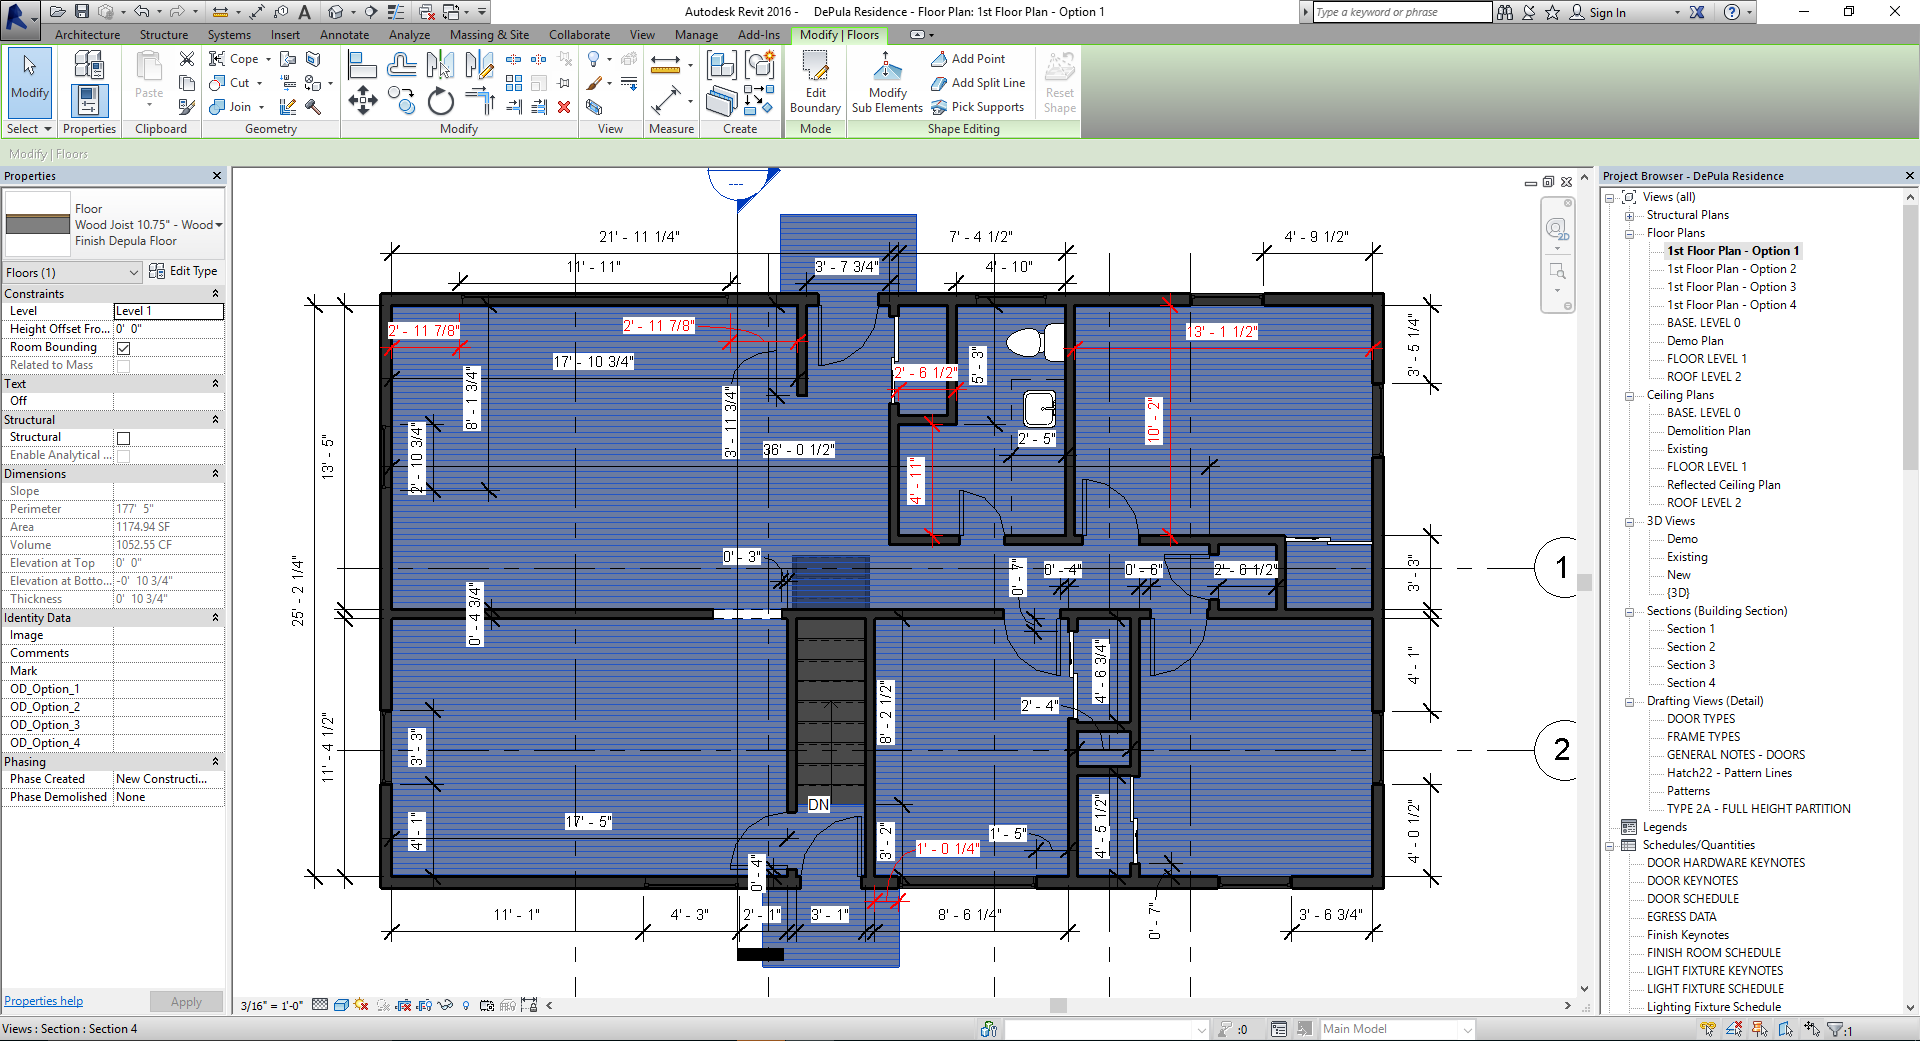 Autodesk Revit 2016 - DePula Residence - Floor Plan: 1st Floor Plan - Option 1
Type a keyword or phrase
Sign In
Architecture Structure Systems Insert Annotate Analyze Massing & Site Collaborate View Manage Add-Ins Modify | Floors
Modify
Paste
Cope
Cut
Join
Edit
Boundary
Modify
Sub Elements
Add Point
Add Split Line
Pick Supports
Reset
Shape
Select Properties Clipboard Geometry Modify View Measure Create Mode Shape Editing
Modify | Floors
Properties
Floor
Wood Joist 10.75" - Wood
Finish Depula Floor
Floors (1)
Edit Type
Constraints
Level Level 1
Height Offset Fro... 0' 0"
Room Bounding
Related to Mass
Text
Off
Structural
Structural
Enable Analytical ...
Dimensions
Slope
Perimeter 177' 5"
Area 1174.94 SF
Volume 1052.55 CF
Elevation at Top 0' 0"
Elevation at Botto... -0' 10 3/4"
Thickness 0' 10 3/4"
Identity Data
Image
Comments
Mark
OD_Option_1
OD_Option_2
OD_Option_3
OD_Option_4
Phasing
Phase Created New Constructi...
Phase Demolished None
Properties help
Apply
---
2D
21' - 11 1/4"
7' - 4 1/2"
4' - 9 1/2"
11' - 11"
3' - 7 3/4"
4' - 10"
2' - 11 7/8"
2' - 11 7/8"
13' - 1 1/2"
17' - 10 3/4"
8' - 1 3/4"
3' - 11 3/4"
2' - 6 1/2"
5' - 3"
3' - 5 1/4"
10' - 2"
2' - 10 3/4"
13' - 5"
36' - 0 1/2"
2' - 5"
4' - 11"
0' - 3"
0' - 7"
0' - 4"
0' - 6"
2' - 6 1/2"
3' - 3"
1
25' - 2 1/4"
0' - 4 3/4"
4' - 6 3/4"
4' - 1"
8' - 2 1/2"
2' - 4"
11' - 4 1/2"
3' - 3"
2
DN
17' - 5"
4' - 1"
3' - 2"
1' - 5"
1' - 0 1/4"
4' - 5 1/2"
4' - 0 1/2"
0' - 4"
11' - 1"
4' - 3"
2' - 1"
3' - 1"
8' - 6 1/4"
0' - 7"
3' - 6 3/4"
3/16" = 1'-0"
Project Browser - DePula Residence
Views (all)
Structural Plans
Floor Plans
1st Floor Plan - Option 1
1st Floor Plan - Option 2
1st Floor Plan - Option 3
1st Floor Plan - Option 4
BASE. LEVEL 0
Demo Plan
FLOOR LEVEL 1
ROOF LEVEL 2
Ceiling Plans
BASE. LEVEL 0
Demolition Plan
Existing
FLOOR LEVEL 1
Reflected Ceiling Plan
ROOF LEVEL 2
3D Views
Demo
Existing
New
{3D}
Sections (Building Section)
Section 1
Section 2
Section 3
Section 4
Drafting Views (Detail)
DOOR TYPES
FRAME TYPES
GENERAL NOTES - DOORS
Hatch22 - Pattern Lines
Patterns
TYPE 2A - FULL HEIGHT PARTITION
Legends
Schedules/Quantities
DOOR HARDWARE KEYNOTES
DOOR KEYNOTES
DOOR SCHEDULE
EGRESS DATA
Finish Keynotes
FINISH ROOM SCHEDULE
LIGHT FIXTURE KEYNOTES
LIGHT FIXTURE SCHEDULE
Lighting Fixture Schedule
Views : Section : Section 4
:0
Main Model
:1